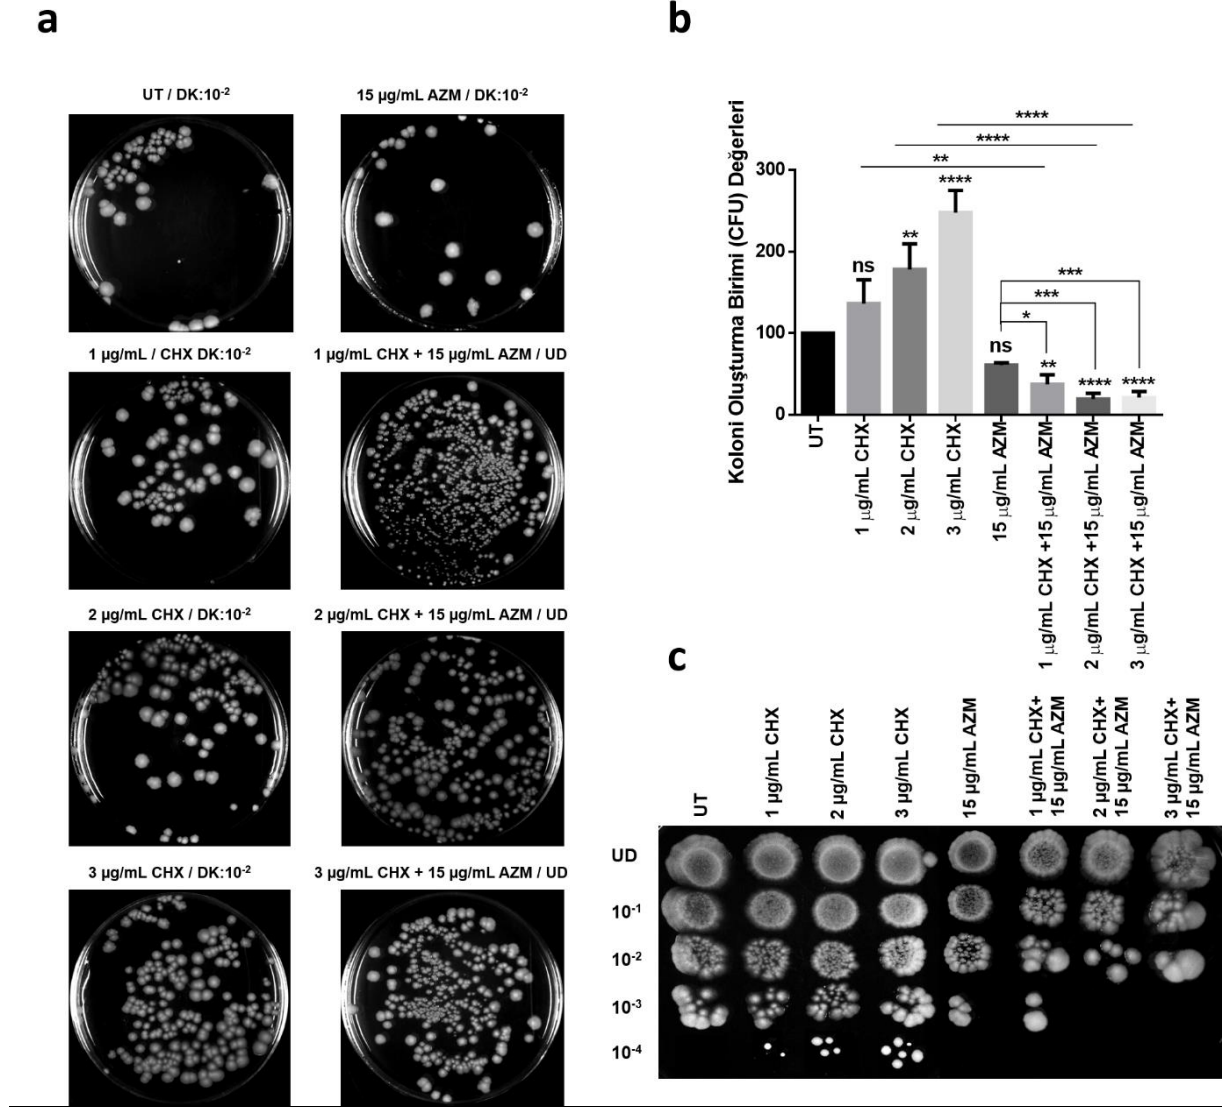 a
UT / DK:10⁻²
15 µg/mL AZM / DK:10⁻²
1 µg/mL / CHX DK:10⁻²
1 µg/mL CHX + 15 µg/mL AZM / UD
2 µg/mL CHX / DK:10⁻²
2 µg/mL CHX + 15 µg/mL AZM / UD
3 µg/mL CHX / DK:10⁻²
3 µg/mL CHX + 15 µg/mL AZM / UD
b
Koloni Oluşturma Birimi (CFU) Değerleri
300
200
100
0
****
****
**
ns
**
****
ns
**
****
****
***
***
*
UT
1 µg/mL CHX
2 µg/mL CHX
3 µg/mL CHX
15 µg/mL AZM
1 µg/mL CHX +15 µg/mL AZM
2 µg/mL CHX +15 µg/mL AZM
3 µg/mL CHX +15 µg/mL AZM
c
UT
1 µg/mL CHX
2 µg/mL CHX
3 µg/mL CHX
15 µg/mL AZM
1 µg/mL CHX+
15 µg/mL AZM
2 µg/mL CHX+
15 µg/mL AZM
3 µg/mL CHX+
15 µg/mL AZM
UD
10⁻¹
10⁻²
10⁻³
10⁻⁴